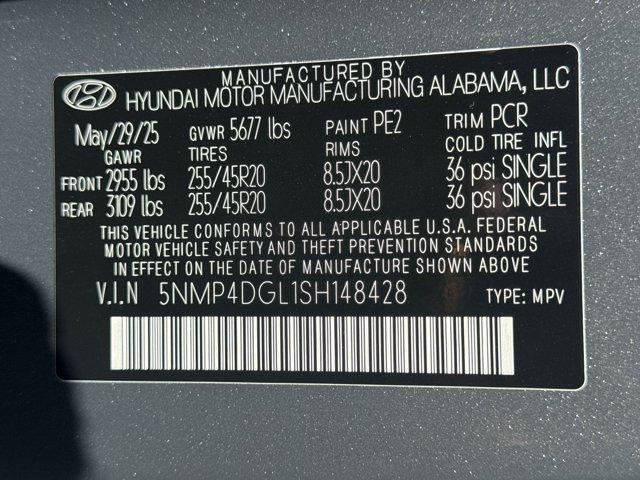 MANUFACTURED BY
HYUNDAI MOTOR MANUFACTURING ALABAMA, LLC
May/29/25 GVWR 5677 lbs PAINT PE2 TRIM PCR
GAWR TIRES RIMS COLD TIRE INFL
FRONT 2955 lbs 255/45R20 8.5JX20 36 psi SINGLE
REAR 3109 lbs 255/45R20 8.5JX20 36 psi SINGLE
THIS VEHICLE CONFORMS TO ALL APPLICABLE U.S.A. FEDERAL
MOTOR VEHICLE SAFETY AND THEFT PREVENTION STANDARDS
IN EFFECT ON THE DATE OF MANUFACTURE SHOWN ABOVE.
V.I.N 5NMP4DGL1SH148428 TYPE: MPV